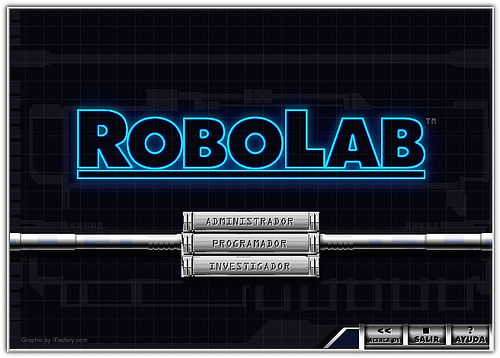 ROBOLAB™
ADMINISTRADOR
PROGRAMADOR
INVESTIGADOR
<<
ACERCA DE
SALIR
?
AYUDA
Graphic by IFactory.com